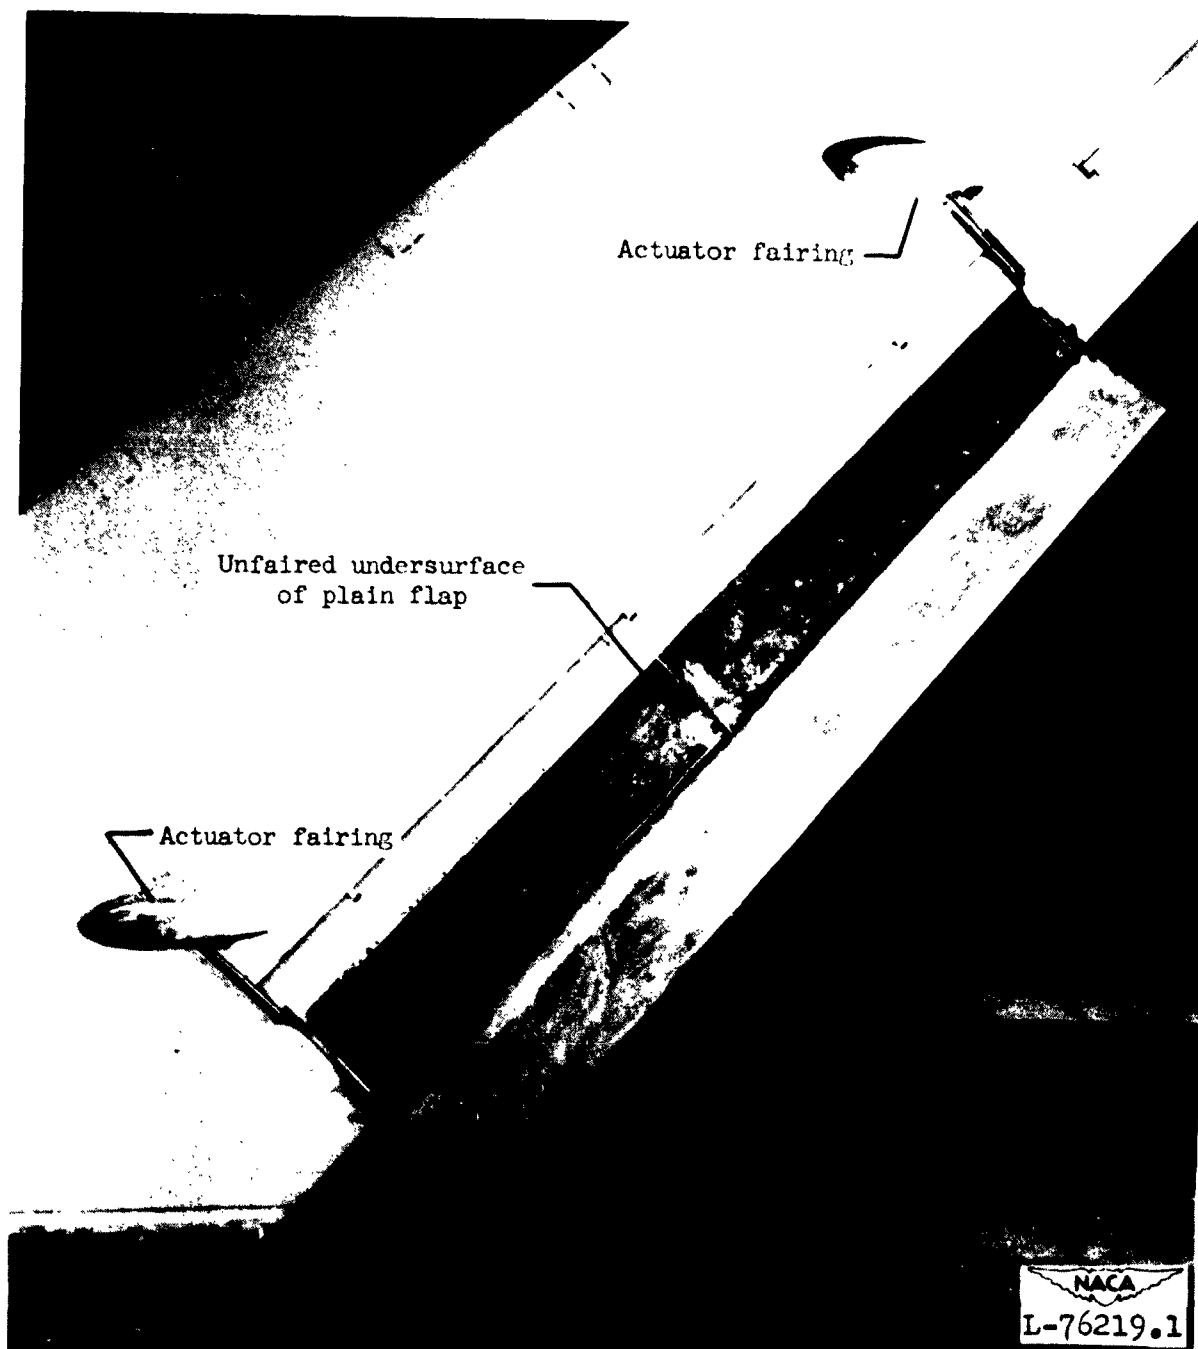 Actuator fairing
Unfaired undersurface
of plain flap
Actuator fairing
NACA
L-76219.1